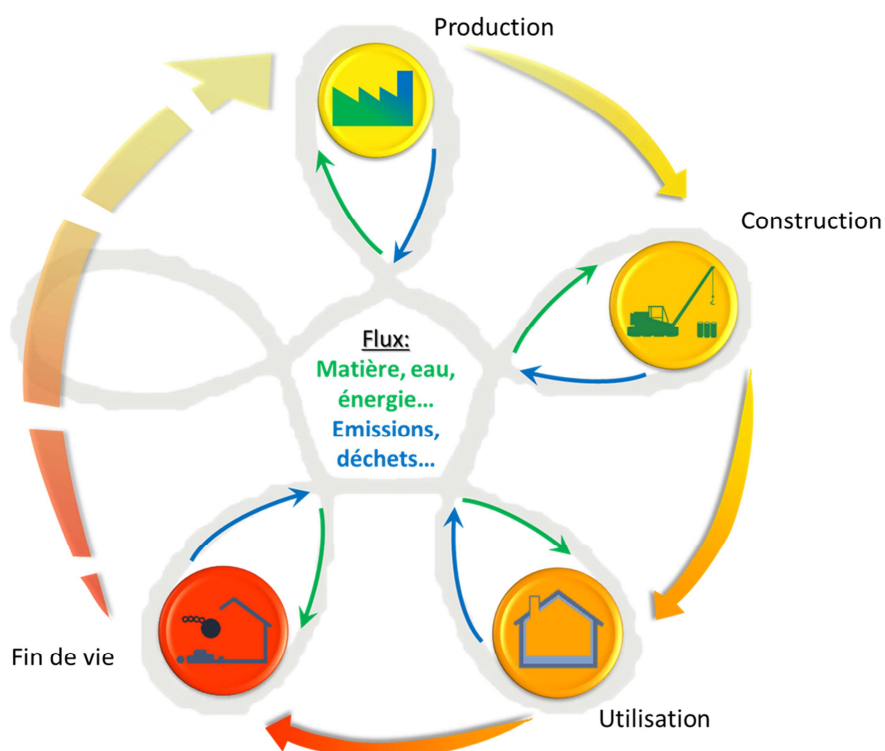 Production
Construction
Flux:
Matière, eau,
énergie…
Emissions,
déchets…
Fin de vie
Utilisation